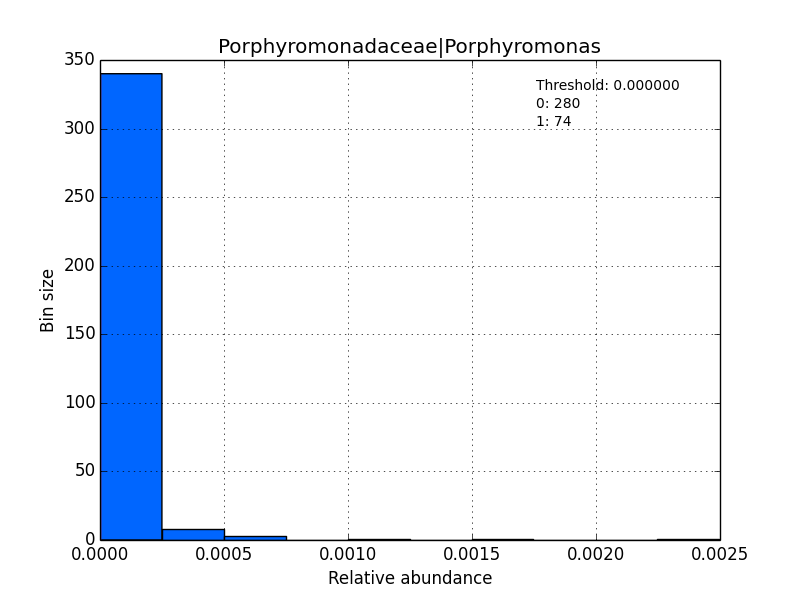 Porphyromonadaceae|Porphyromonas
Threshold: 0.000000
0: 280
1: 74
350
300
250
200
150
100
50
0
Bin size
0.0000 0.0005 0.0010 0.0015 0.0020 0.0025
Relative abundance